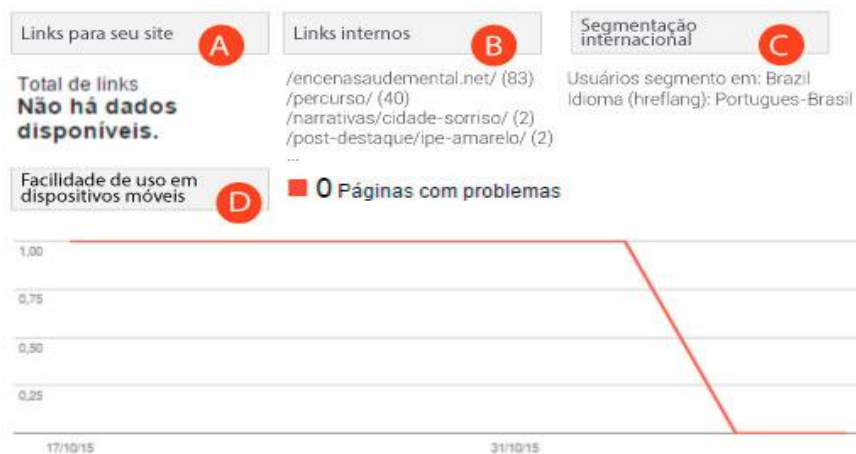 Links para seu site
A
Links internos
B
Segmentação
internacional
C
Total de links
Não há dados
disponíveis.
/encenasaudemental.net/ (83)
/percurso/ (40)
/narrativas/cidade-sorriso/ (2)
/post-destaque/ipe-amarelo/ (2)
...
Usuários segmento em: Brazil
Idioma (hreflang): Portugues-Brasil
Facilidade de uso em
dispositivos móveis
D
0 Páginas com problemas
1,00
0,75
0,50
0,25
17/10/15
31/10/15